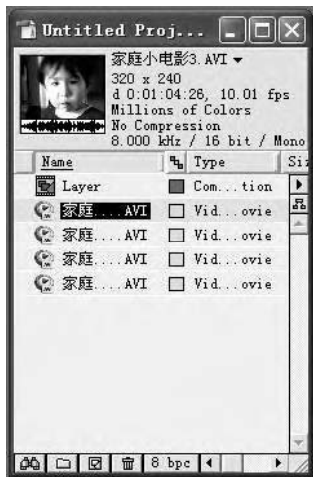 Untitled Proj...
家庭小电影3.AVI
320 x 240
d 0:01:04:26, 10.01 fps
Millions of Colors
No Compression
8.000 kHz / 16 bit / Mono
Name Type Siz
Layer Com...tion
家庭....AVI Vid...ovie
家庭....AVI Vid...ovie
家庭....AVI Vid...ovie
家庭....AVI Vid...ovie
8 bpc